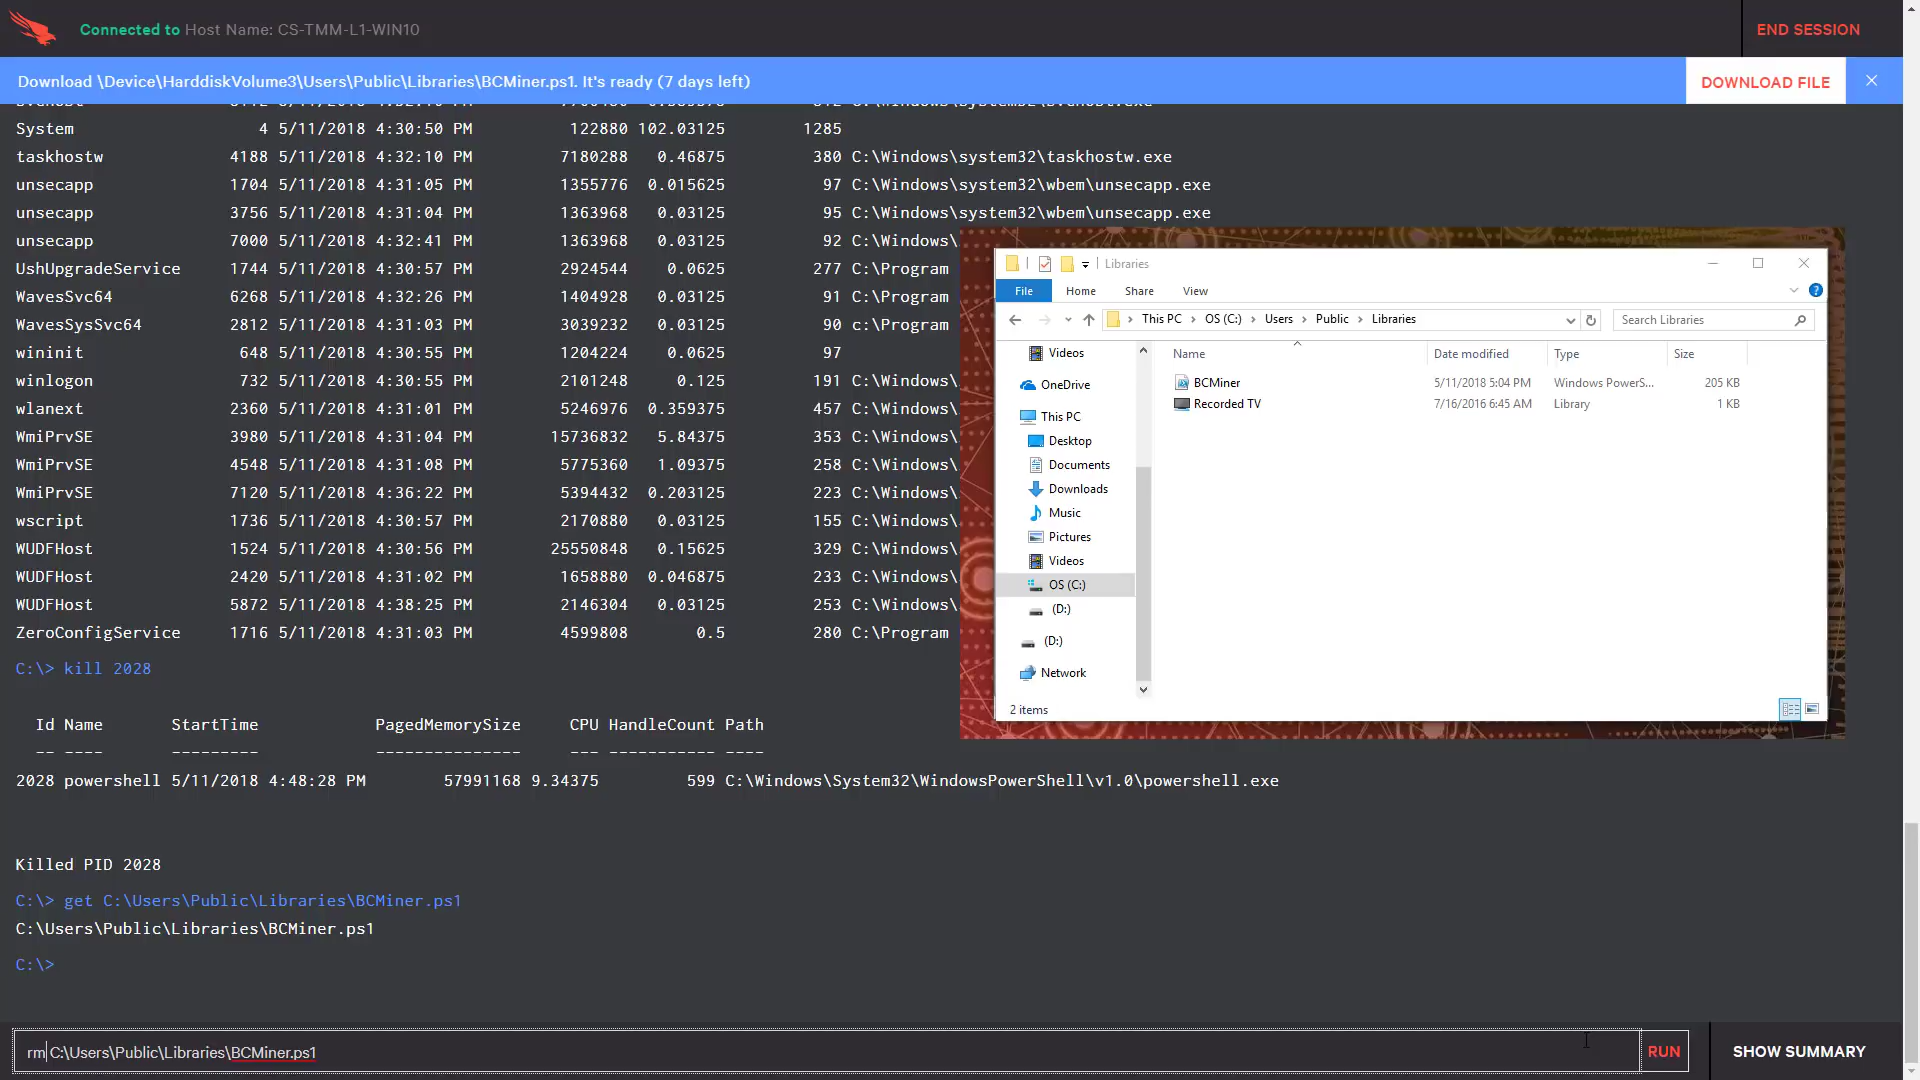 Connected to Host Name: CS-TMM-L1-WIN10
END SESSION
Download \Device\HarddiskVolume3\Users\Public\Libraries\BCMiner.ps1. It's ready (7 days left)
DOWNLOAD FILE
System 4 5/11/2018 4:30:50 PM 122880 102.03125 1285
taskhostw 4188 5/11/2018 4:32:10 PM 7180288 0.46875 380 C:\Windows\system32\taskhostw.exe
unsecapp 1704 5/11/2018 4:31:05 PM 1355776 0.015625 97 C:\Windows\system32\wbem\unsecapp.exe
unsecapp 3756 5/11/2018 4:31:04 PM 1363968 0.03125 95 C:\Windows\system32\wbem\unsecapp.exe
unsecapp 7000 5/11/2018 4:32:41 PM 1363968 0.03125 92 C:\Windows\
UshUpgradeService 1744 5/11/2018 4:30:57 PM 2924544 0.0625 277 C:\Program
WavesSvc64 6268 5/11/2018 4:32:26 PM 1404928 0.03125 91 C:\Program
WavesSysSvc64 2812 5/11/2018 4:31:03 PM 3039232 0.03125 90 c:\Program
wininit 648 5/11/2018 4:30:55 PM 1204224 0.0625 97
winlogon 732 5/11/2018 4:30:55 PM 2101248 0.125 191 C:\Windows\
wlanext 2360 5/11/2018 4:31:01 PM 5246976 0.359375 457 C:\Windows\
WmiPrvSE 3980 5/11/2018 4:31:04 PM 15736832 5.84375 353 C:\Windows\
WmiPrvSE 4548 5/11/2018 4:31:08 PM 5775360 1.09375 258 C:\Windows\
WmiPrvSE 7120 5/11/2018 4:36:22 PM 5394432 0.203125 223 C:\Windows\
wscript 1736 5/11/2018 4:30:57 PM 2170880 0.03125 155 C:\Windows\
WUDFHost 1524 5/11/2018 4:30:56 PM 25550848 0.15625 329 C:\Windows\
WUDFHost 2420 5/11/2018 4:31:02 PM 1658880 0.046875 233 C:\Windows\
WUDFHost 5872 5/11/2018 4:38:25 PM 2146304 0.03125 253 C:\Windows\
ZeroConfigService 1716 5/11/2018 4:31:03 PM 4599808 0.5 280 C:\Program
C:\> kill 2028
Id Name StartTime PagedMemorySize CPU HandleCount Path
-- ---- --------- --------------- --- ----------- ----
2028 powershell 5/11/2018 4:48:28 PM 57991168 9.34375 599 C:\Windows\System32\WindowsPowerShell\v1.0\powershell.exe
Killed PID 2028
C:\> get C:\Users\Public\Libraries\BCMiner.ps1
C:\Users\Public\Libraries\BCMiner.ps1
C:\>
rm C:\Users\Public\Libraries\BCMiner.ps1
RUN
SHOW SUMMARY
Libraries
File Home Share View
This PC > OS (C:) > Users > Public > Libraries
Search Libraries
Name Date modified Type Size
BCMiner 5/11/2018 5:04 PM Windows PowerS... 205 KB
Recorded TV 7/16/2016 6:45 AM Library 1 KB
Videos
OneDrive
This PC
Desktop
Documents
Downloads
Music
Pictures
Videos
OS (C:)
(D:)
(D:)
Network
2 items